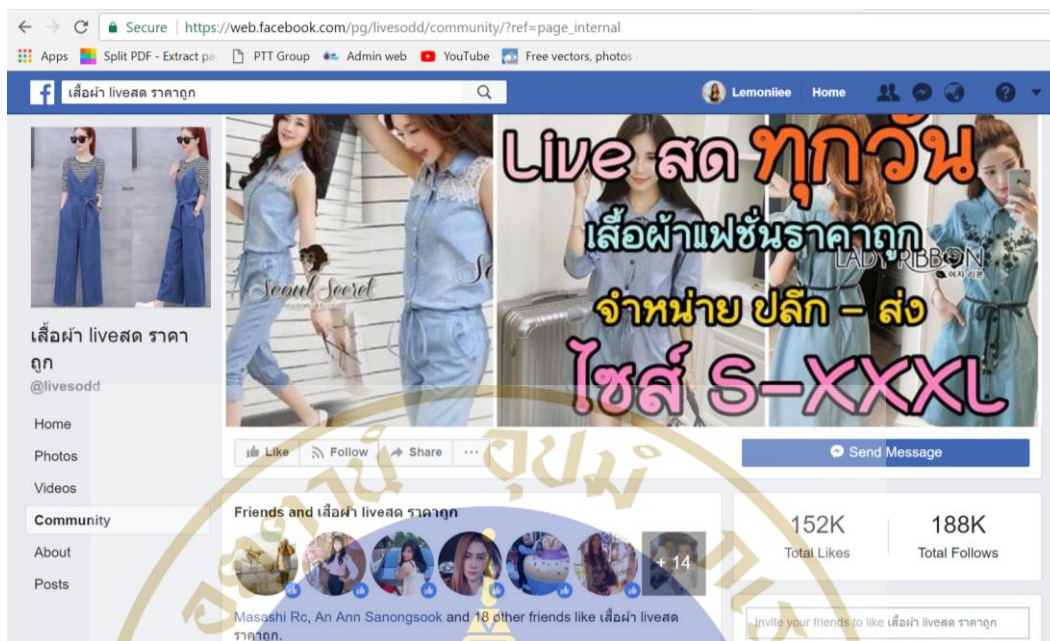 Secure | https://web.facebook.com/pg/livesodd/community/?ref=page_internal
Apps Split PDF - Extract pa PTT Group Admin web YouTube Free vectors, photos
เสื้อผ้า liveสด ราคาถูก
Lemoniiee Home
Live สด ทุกวัน
เสื้อผ้าแฟชั่นราคาถูก
LADY RIBBON
여자 리본
Seoul Secret
จำหน่าย ปลีก - ส่ง
ไซส์ S-XXXL
เสื้อผ้า liveสด ราคา
ถูก
@livesodd
Home
Photos
Videos
Community
About
Posts
Like Follow Share ...
Send Message
Friends and เสื้อผ้า liveสด ราคาถูก
+ 14
Masashi Rc, An Ann Sanongsook and 18 other friends like เสื้อผ้า liveสด
ราคาถูก.
152K 188K
Total Likes Total Follows
Invite your friends to like เสื้อผ้า liveสด ราคาถูก